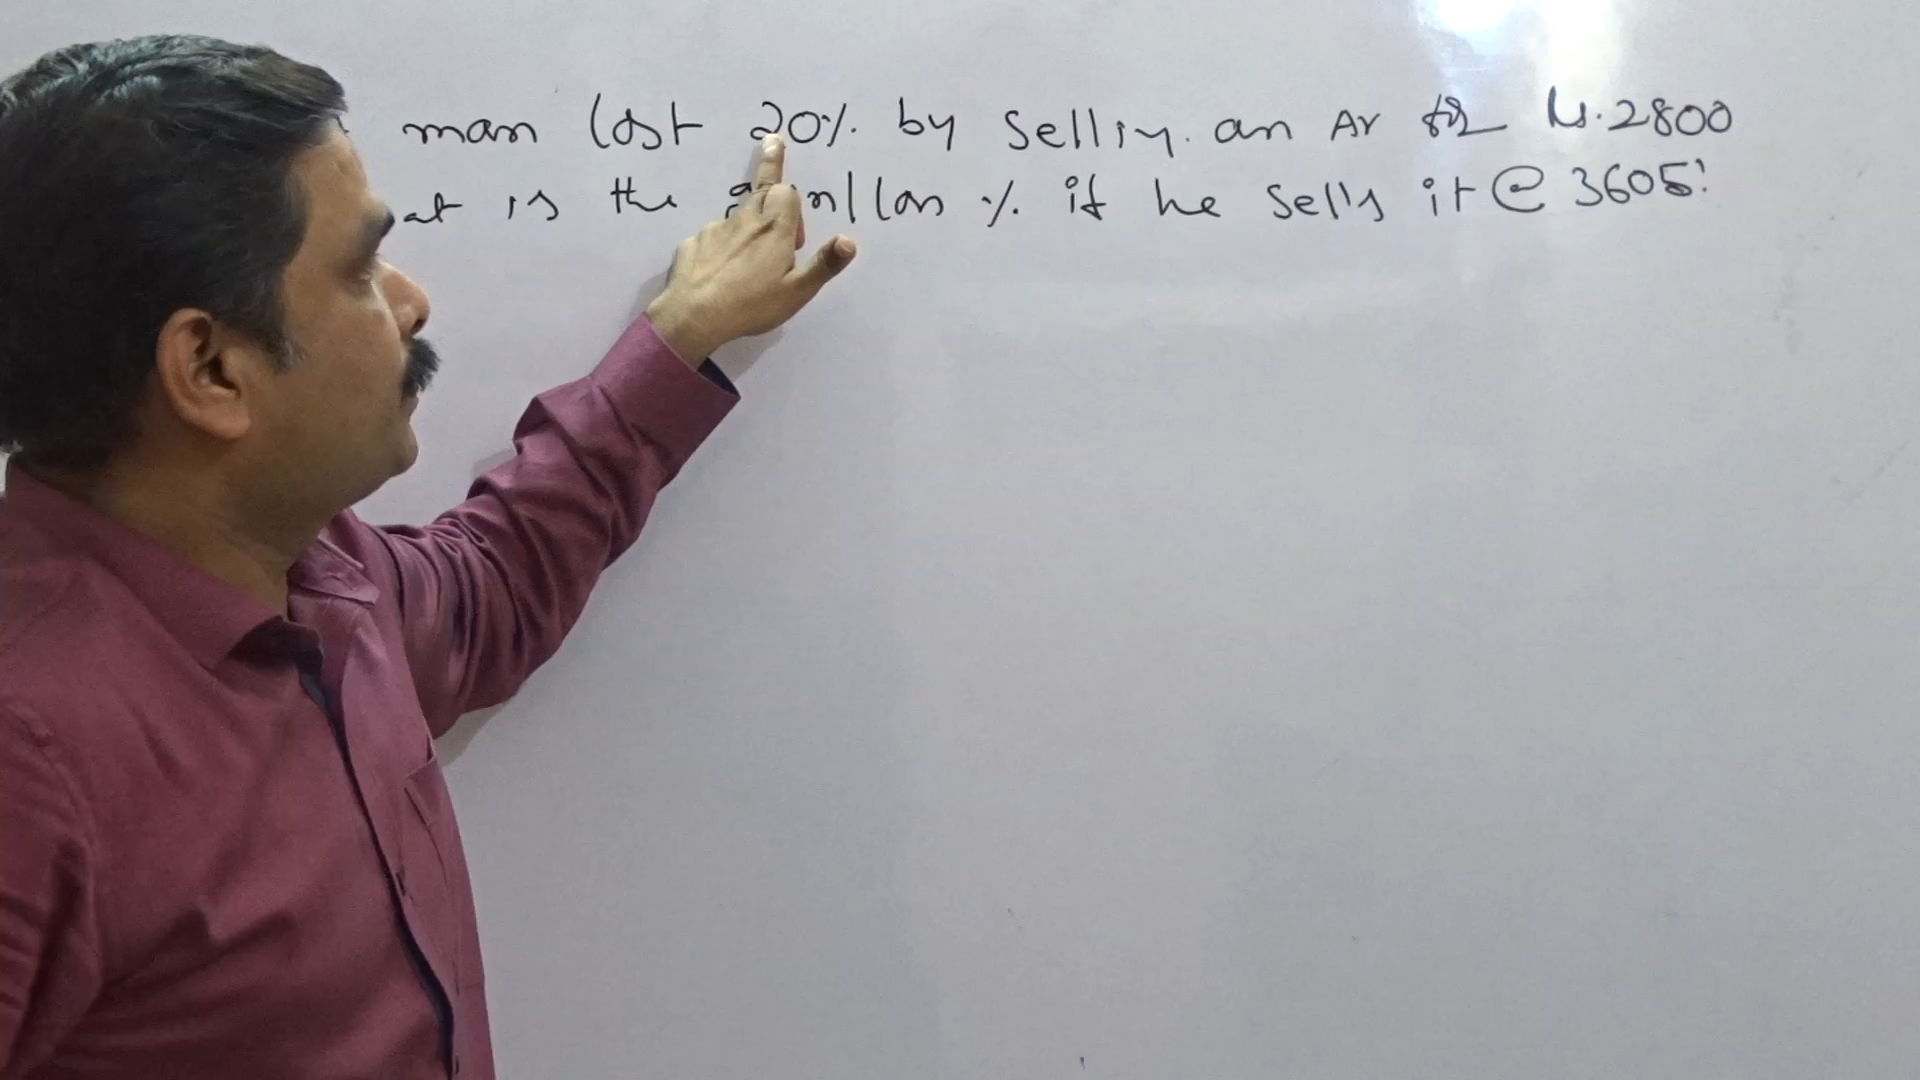 man lost 20% by selling. an Ar for Rs. 2800
at is the gain/loss % if he sells it @ 3605!